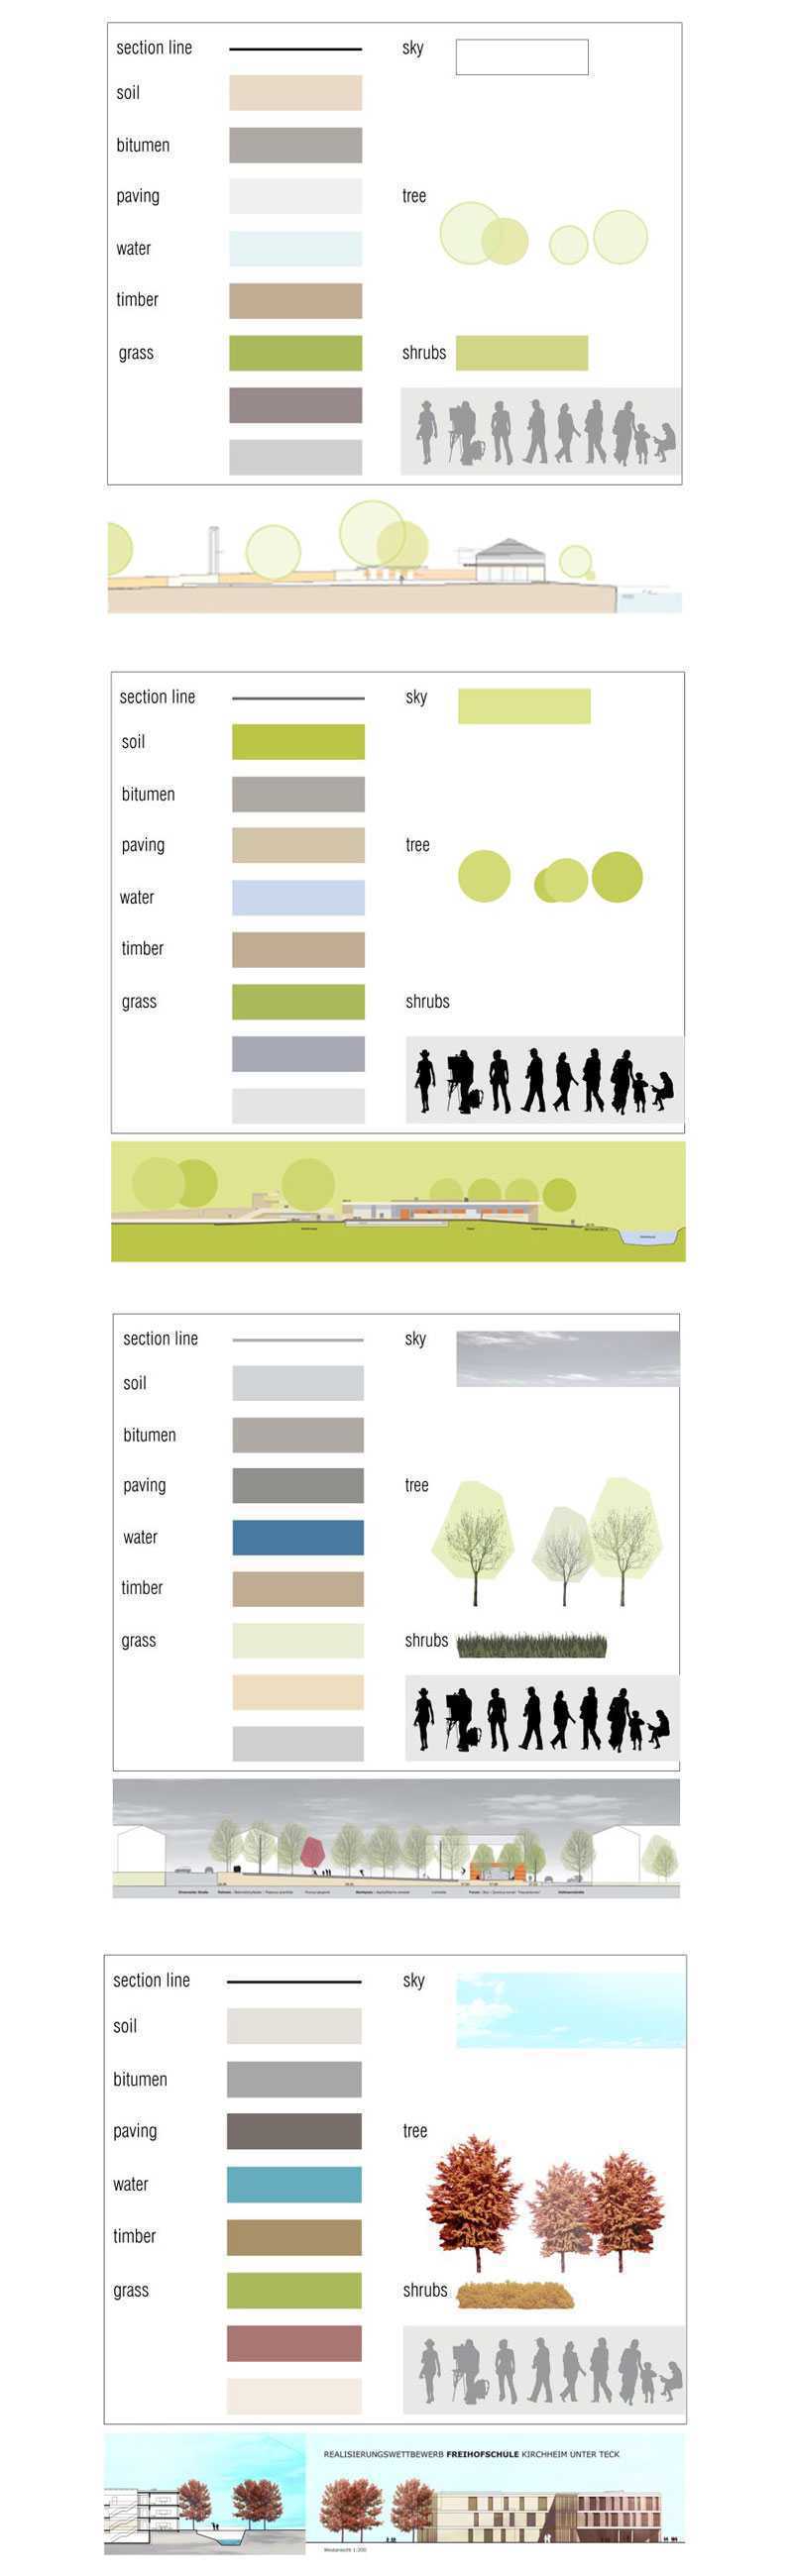 section line
sky
soil
bitumen
paving
tree
water
timber
grass
shrubs
section line
sky
soil
bitumen
paving
tree
water
timber
grass
shrubs
section line
sky
soil
bitumen
paving
tree
water
timber
grass
shrubs
section line
sky
soil
bitumen
paving
tree
water
timber
grass
shrubs
REALISIERUNGSWETTBEWERB FREIHOFSCHULE KIRCHHEIM UNTER TECK